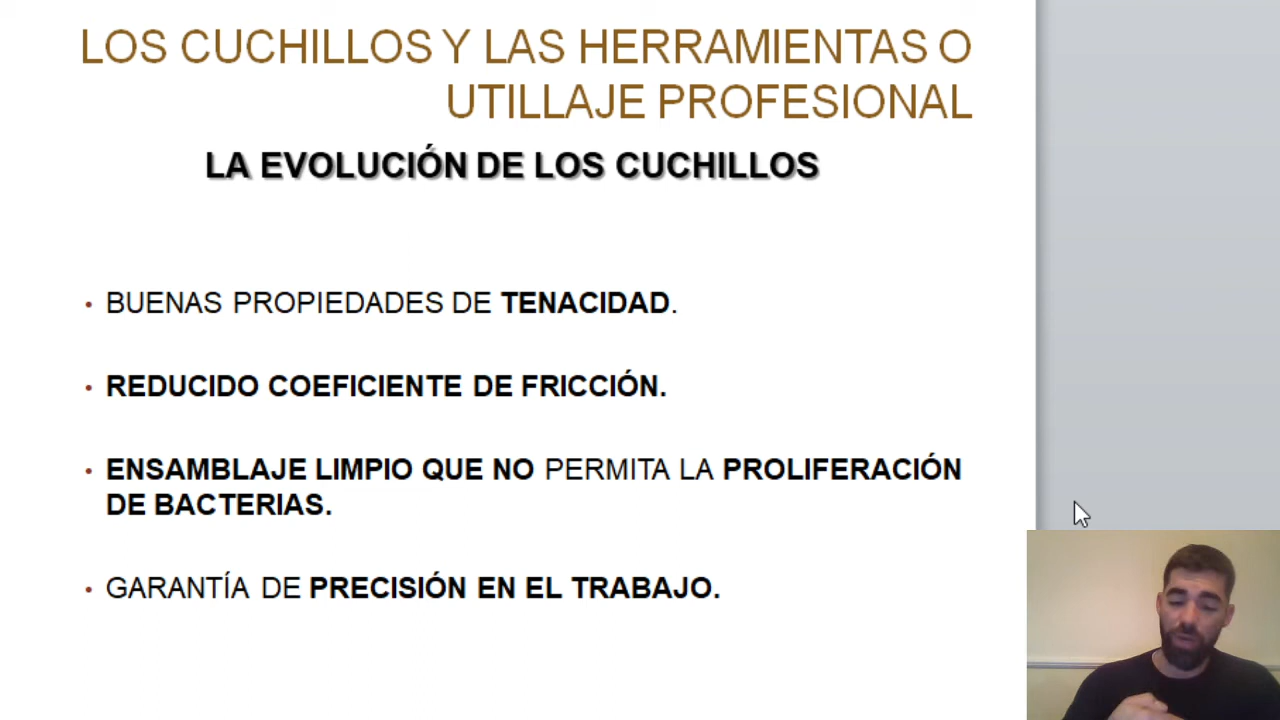 LOS CUCHILLOS Y LAS HERRAMIENTAS O
UTILLAJE PROFESIONAL
LA EVOLUCIÓN DE LOS CUCHILLOS
• BUENAS PROPIEDADES DE TENACIDAD.
• REDUCIDO COEFICIENTE DE FRICCIÓN.
• ENSAMBLAJE LIMPIO QUE NO PERMITA LA PROLIFERACIÓN
DE BACTERIAS.
• GARANTÍA DE PRECISIÓN EN EL TRABAJO.